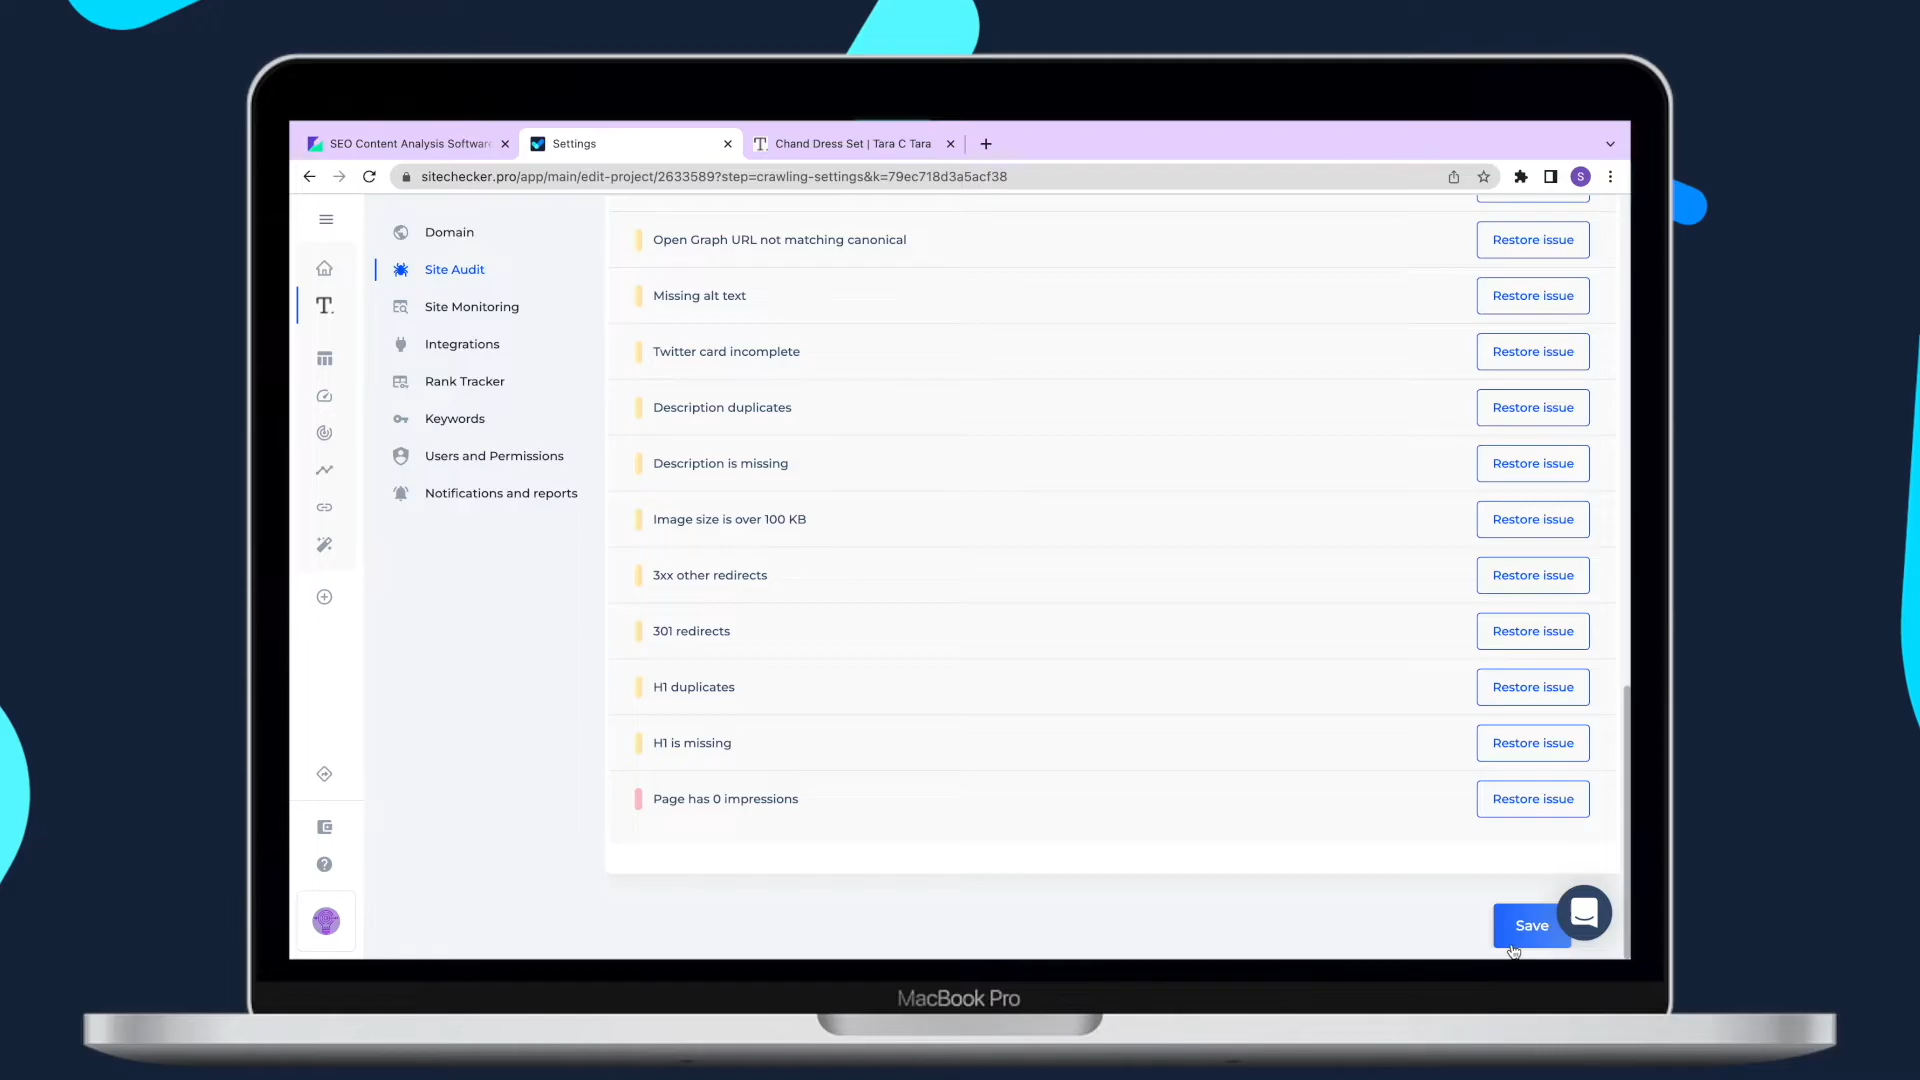 SEO Content Analysis Softwar
Settings
T. Chand Dress Set | Tara C Tara
sitechecker.pro/app/main/edit-project/2633589?step=crawling-settings&k=79ec718d3a5acf38
S
T.
Domain
Site Audit
Site Monitoring
Integrations
Rank Tracker
Keywords
Users and Permissions
Notifications and reports
Open Graph URL not matching canonical
Restore issue
Missing alt text
Restore issue
Twitter card incomplete
Restore issue
Description duplicates
Restore issue
Description is missing
Restore issue
Image size is over 100 KB
Restore issue
3xx other redirects
Restore issue
301 redirects
Restore issue
H1 duplicates
Restore issue
H1 is missing
Restore issue
Page has 0 impressions
Restore issue
Save
MacBook Pro